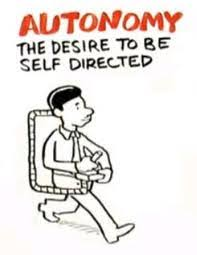 AUTONOMY
THE DESIRE TO BE
SELF DIRECTED